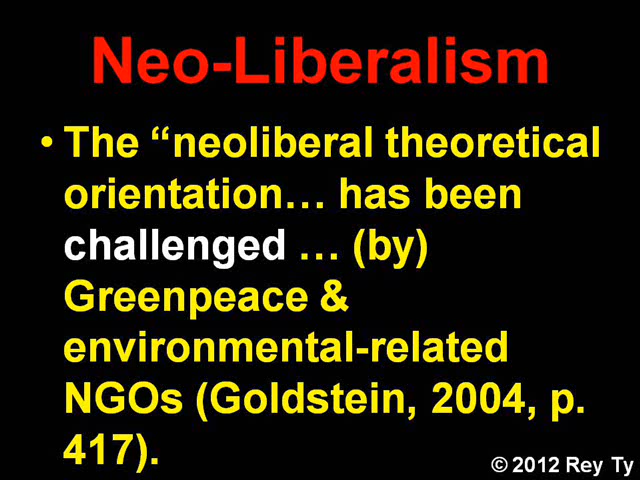 Neo-Liberalism
• The “neoliberal theoretical
orientation… has been
challenged … (by)
Greenpeace &
environmental-related
NGOs (Goldstein, 2004, p.
417).
© 2012 Rey Ty